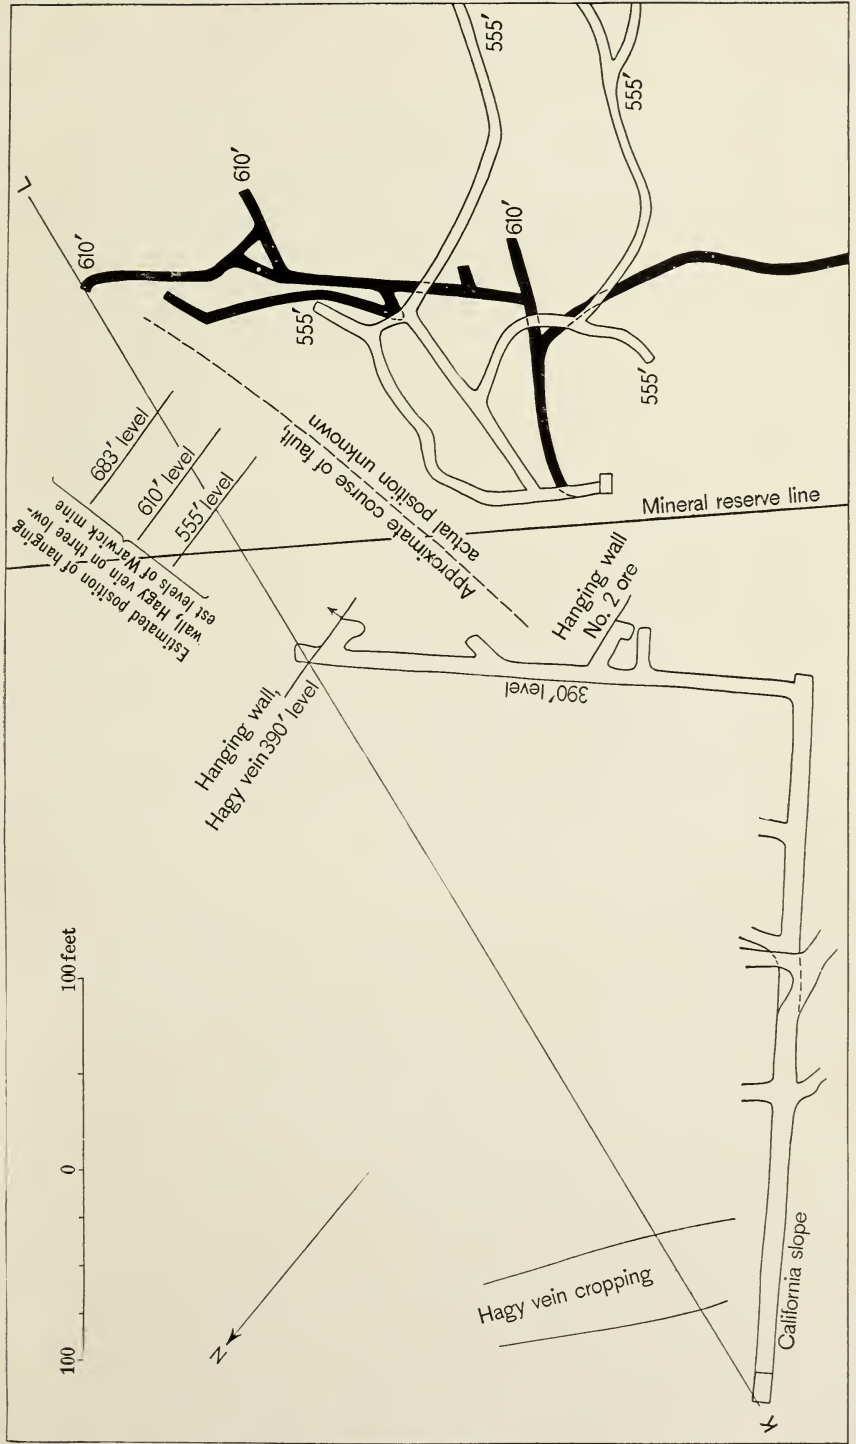 100
0
100 feet
N
Hagy vein cropping
California slope
K
L
Hanging wall,
Hagy vein 390′ level
390′ level
Hanging wall
No. 2 ore
Mineral reserve line
Approximate course of fault,
actual position unknown
Estimated position of hanging
wall, Hagy vein on three low-
est levels of Warwick mine
683′ level
610′ level
555′ level
610′
610′
610′
555′
555′
555′
555′